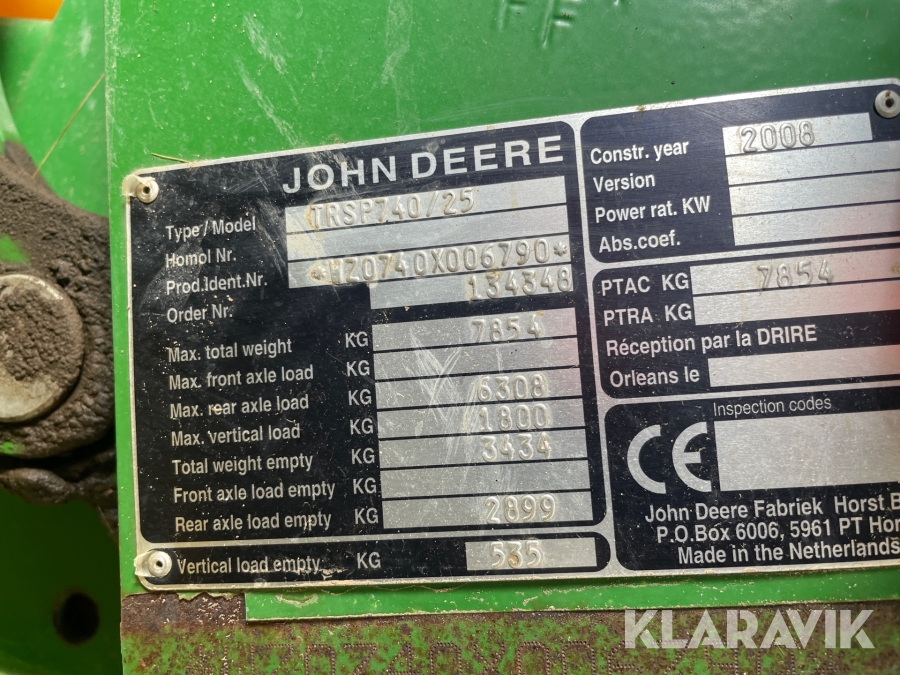 JOHN DEERE
Type / Model TRSP740/25
Homol Nr.
Prod.Ident.Nr. *WZ0740X006790*
Order Nr. 134348
Max. total weight KG 7854
Max. front axle load KG
Max. rear axle load KG 6308
Max. vertical load KG 1800
Total weight empty KG 3434
Front axle load empty KG
Rear axle load empty KG 2899
Vertical load empty KG 535
Constr. year 2008
Version
Power rat. KW
Abs.coef.
PTAC KG 7854
PTRA KG
Réception par la DRIRE
Orleans le
Inspection codes
CE
John Deere Fabriek Horst
P.O.Box 6006, 5961 PT
Made in the Netherlands
KLARAVIK